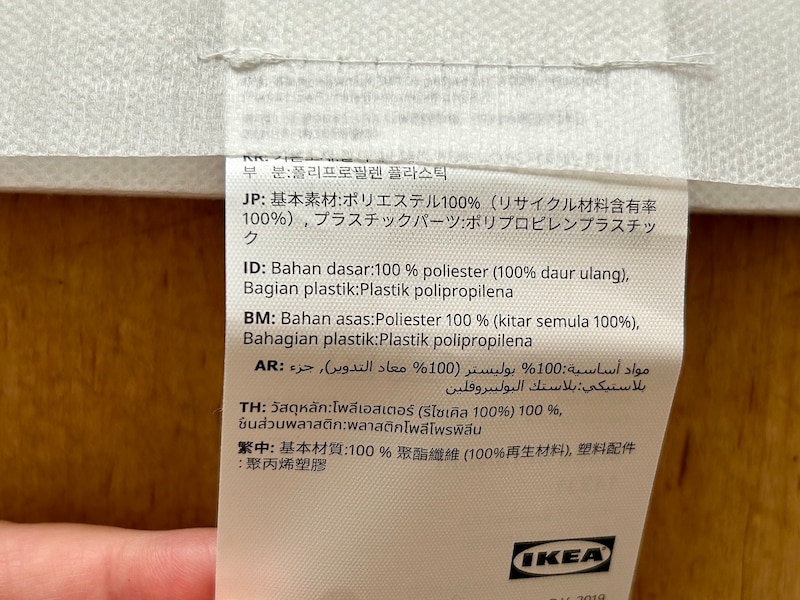 부 분:폴리프로필렌 플라스틱
JP: 基本素材:ポリエステル100%（リサイクル材料含有率
100%）, プラスチックパーツ:ポリプロピレンプラスチッ
ク
ID: Bahan dasar:100 % poliester (100% daur ulang),
Bagian plastik:Plastik polipropilena
BM: Bahan asas:Poliester 100 % (kitar semula 100%),
Bahagian plastik:Plastik polipropilena
AR: مواد أساسية:100% بوليستر (100% معاد التدوير), جزء
بلاستيكي:بلاستك البوليبروفلين
TH: วัสดุหลัก:โพลีเอสเตอร์ (รีไซเคิล 100%) 100 %,
ชิ้นส่วนพลาสติก:พลาสติกโพลีโพรพิลีน
繁中: 基本材質:100 % 聚酯纖維 (100%再生材料), 塑料配件
: 聚丙烯塑膠
IKEA
2019